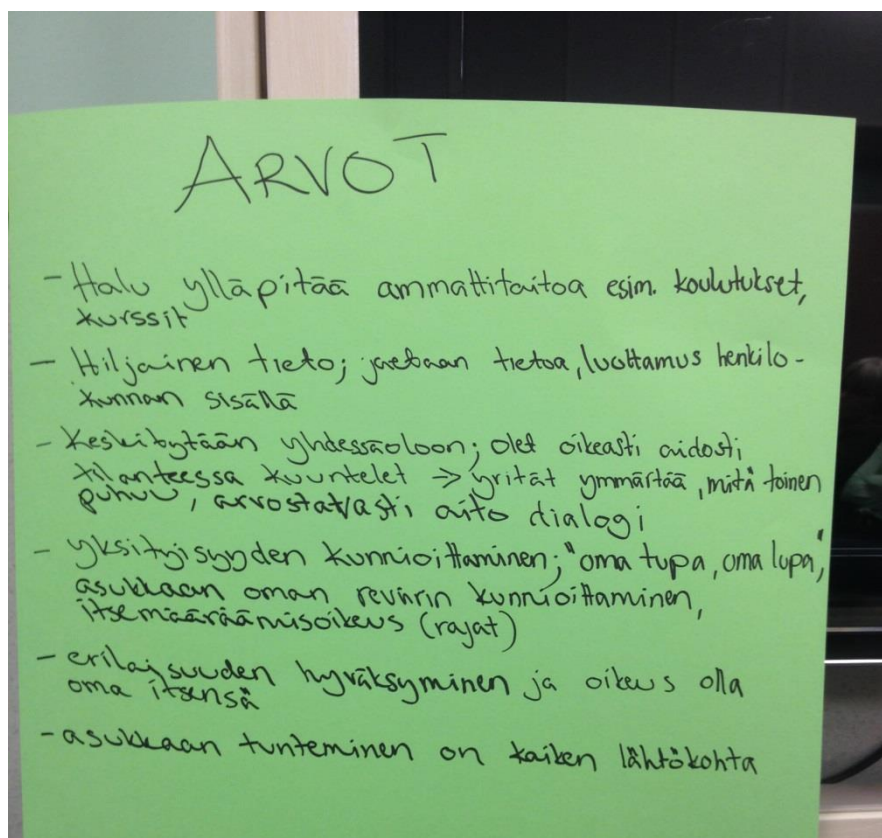 ARVOT
- Halu ylläpitää ammattitaitoa esim. koulutukset,
kurssit
- Hiljainen tieto; jaetaan tietoa, luottamus henkilö-
kunnan sisällä
- Keskitytään yhdessäoloon; olet oikeasti aidosti
tilanteessa kuuntelet => yrität ymmärtää, mitä toinen
puhuu, arvostat/asti aito dialogi
- yksityisyyden kunnioittaminen; "oma tupa, oma lupa",
asukkaan oman reviirin kunnioittaminen,
itsemääräämisoikeus (rajat)
- erilaisuuden hyväksyminen ja oikeus olla
oma itsensä
- asukkaan tunteminen on kaiken lähtökohta